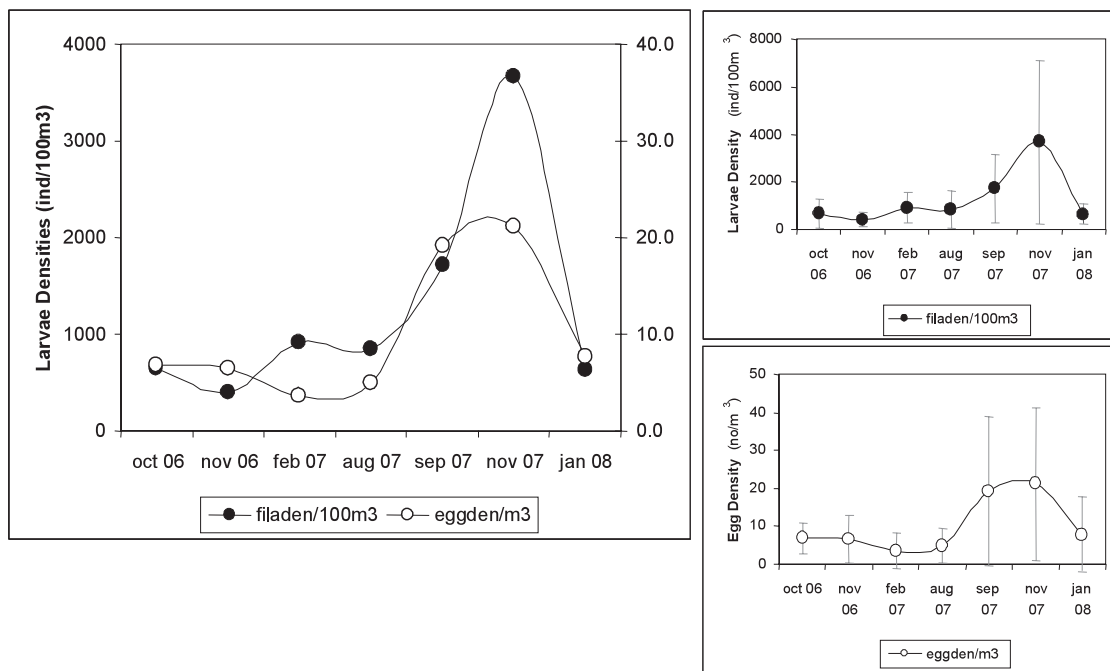 4000
3000
2000
1000
0
Larvae Densities (ind/100m3)
40.0
30.0
20.0
10.0
0.0
oct 06 nov 06 feb 07 aug 07 sep 07 nov 07 jan 08
filaden/100m3 eggden/m3
8000
6000
4000
2000
0
Larvae Density (ind/100m³)
oct nov feb aug sep nov jan
06 06 07 07 07 07 08
filaden/100m3
50
40
30
20
10
0
Egg Density (no/m³)
oct 06 nov feb aug sep nov jan
06 07 07 07 07 08
eggden/m3